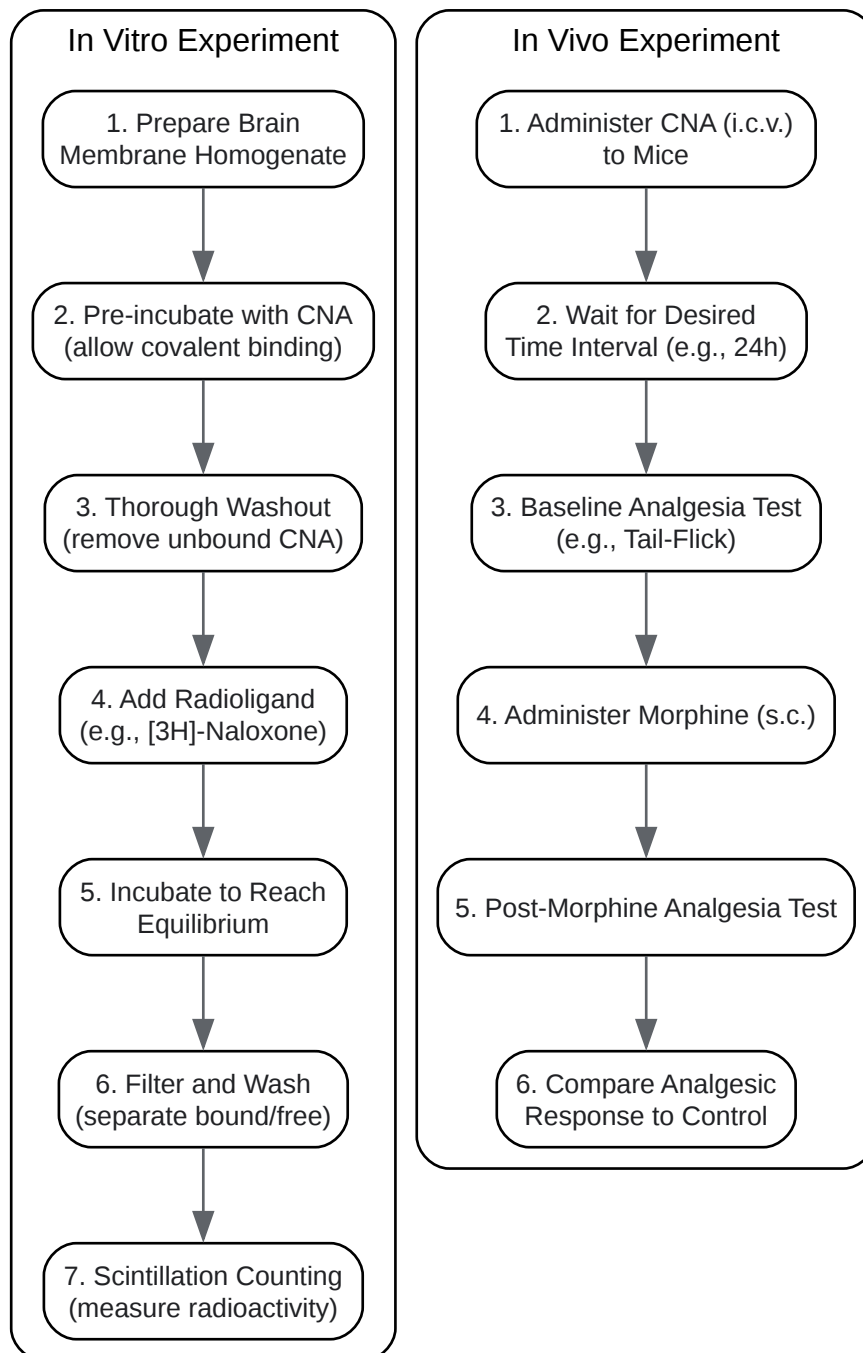 In Vitro Experiment
1. Prepare Brain
Membrane Homogenate
2. Pre-incubate with CNA
(allow covalent binding)
3. Thorough Washout
(remove unbound CNA)
4. Add Radioligand
(e.g., [3H]-Naloxone)
5. Incubate to Reach
Equilibrium
6. Filter and Wash
(separate bound/free)
7. Scintillation Counting
(measure radioactivity)
In Vivo Experiment
1. Administer CNA (i.c.v.)
to Mice
2. Wait for Desired
Time Interval (e.g., 24h)
3. Baseline Analgesia Test
(e.g., Tail-Flick)
4. Administer Morphine (s.c.)
5. Post-Morphine Analgesia Test
6. Compare Analgesic
Response to Control